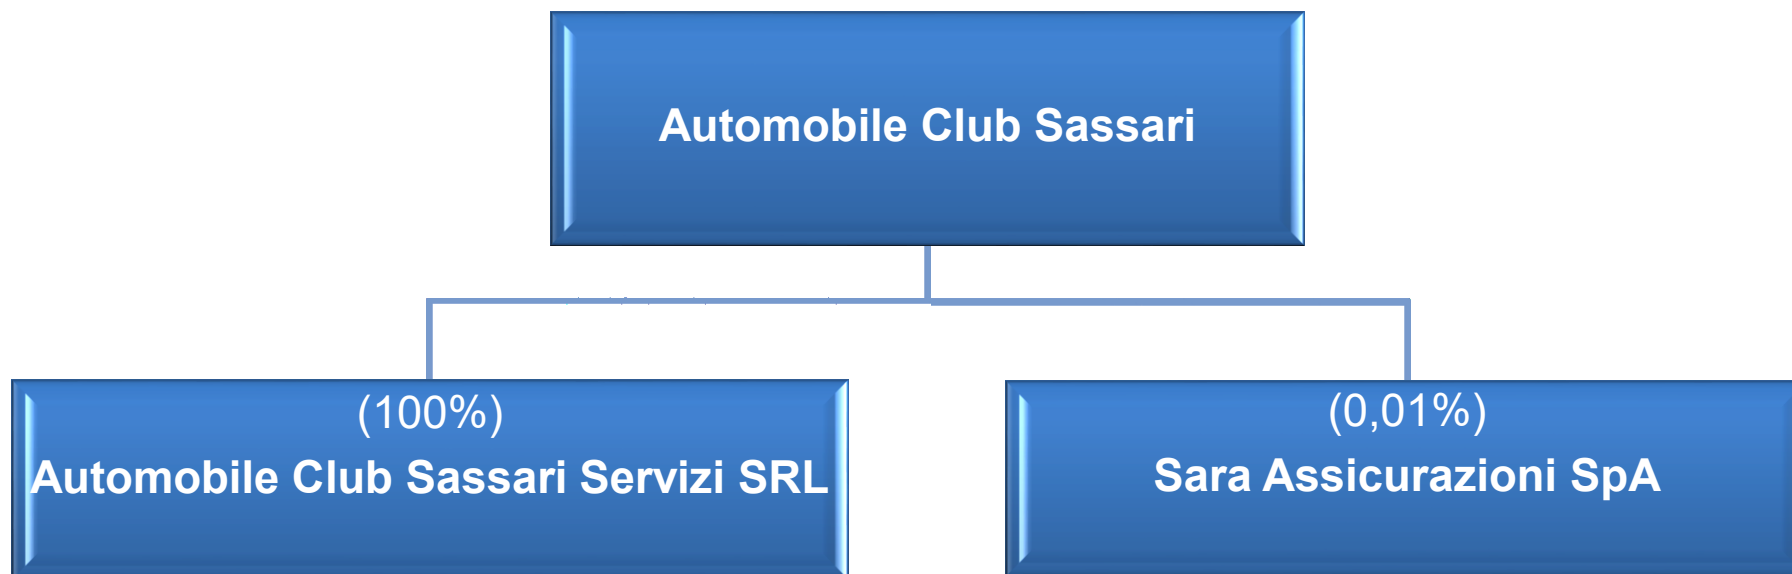 Automobile Club Sassari
(100%)
Automobile Club Sassari Servizi SRL
(0,01%)
Sara Assicurazioni SpA